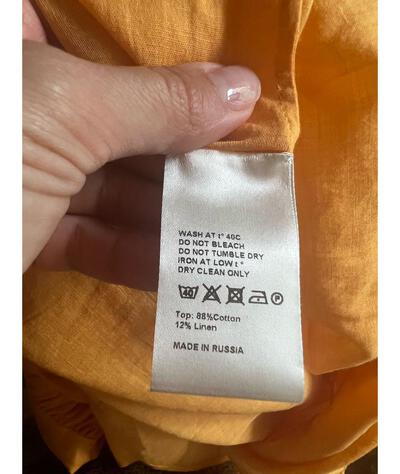 WASH AT t° 40C
DO NOT BLEACH
DO NOT TUMBLE DRY
IRON AT LOW t°
DRY CLEAN ONLY
40 P
Top: 88%Cotton
12% Linen
MADE IN RUSSIA